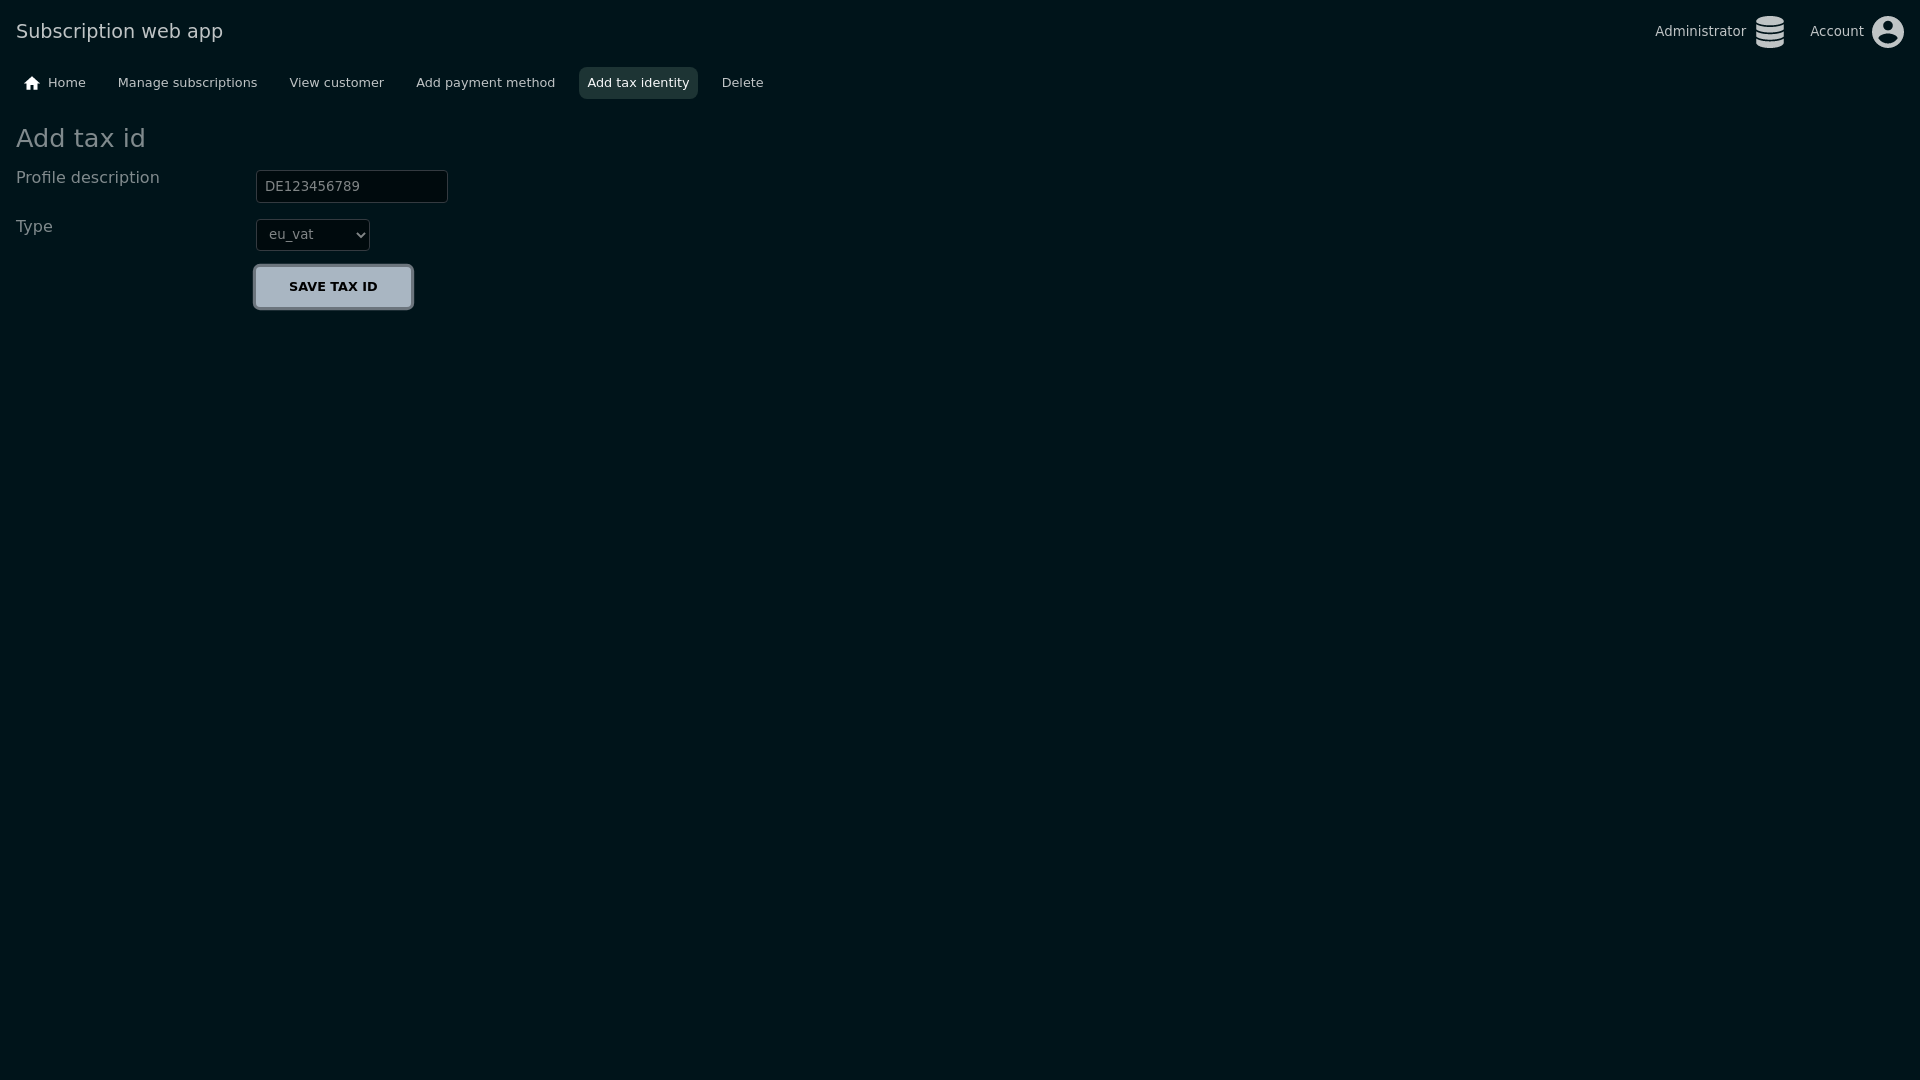 Subscription web app
Administrator
Account
Home
Manage subscriptions
View customer
Add payment method
Add tax identity
Delete
Add tax id
Profile description
DE123456789
Type
eu_vat
SAVE TAX ID